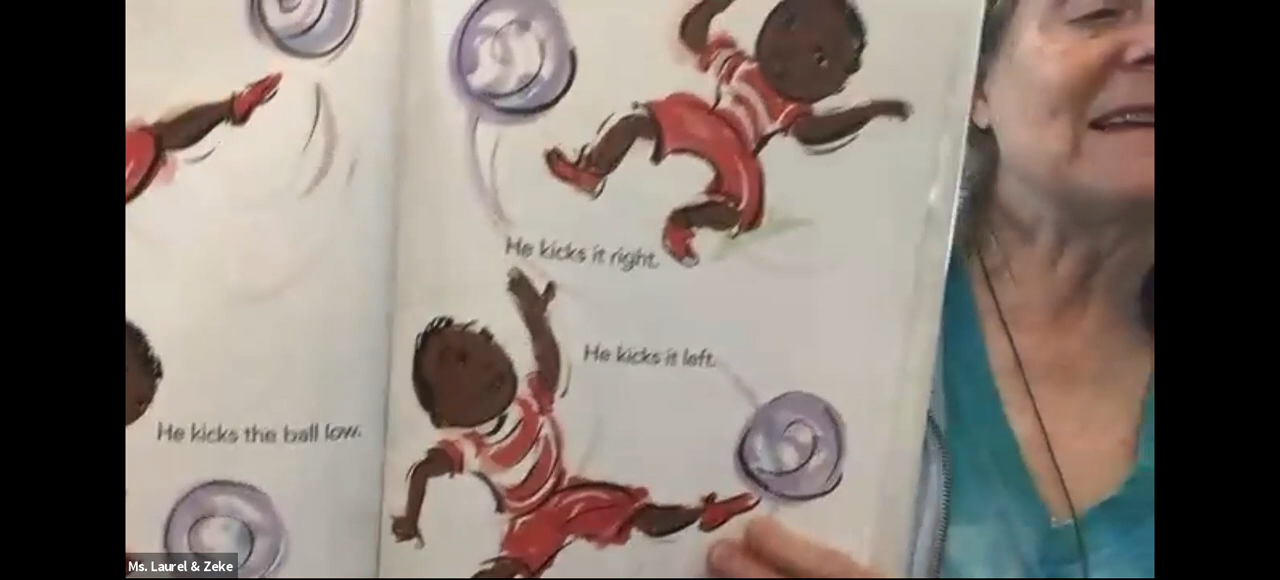 He kicks the ball low.
He kicks it right.
He kicks it left.
Ms. Laurel & Zeke